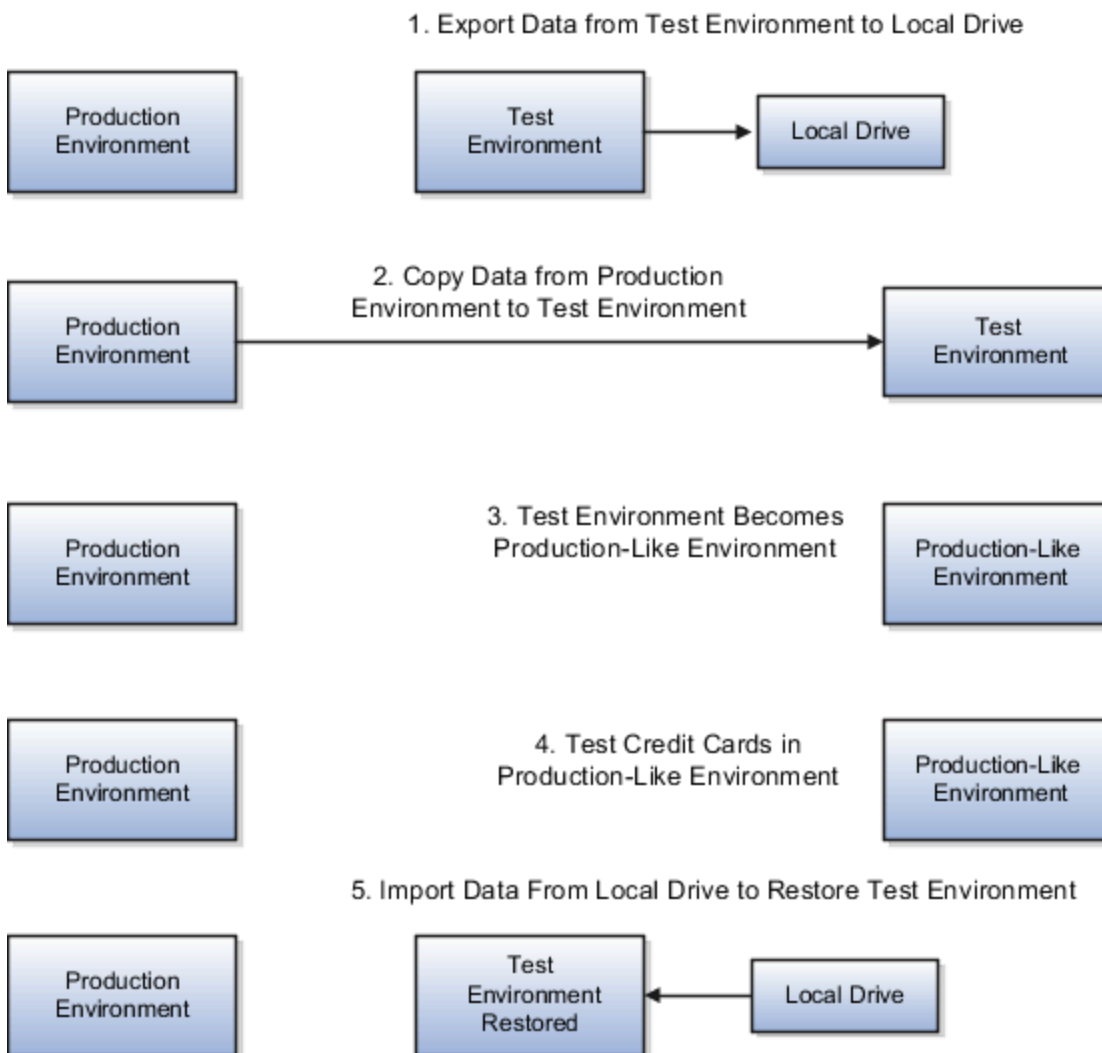 1. Export Data from Test Environment to Local Drive
Production
Environment
Test
Environment
Local Drive
2. Copy Data from Production
Environment to Test Environment
Production
Environment
Test
Environment
3. Test Environment Becomes
Production-Like Environment
Production
Environment
Production-Like
Environment
4. Test Credit Cards in
Production-Like Environment
Production
Environment
Production-Like
Environment
5. Import Data From Local Drive to Restore Test Environment
Production
Environment
Test
Environment
Restored
Local Drive